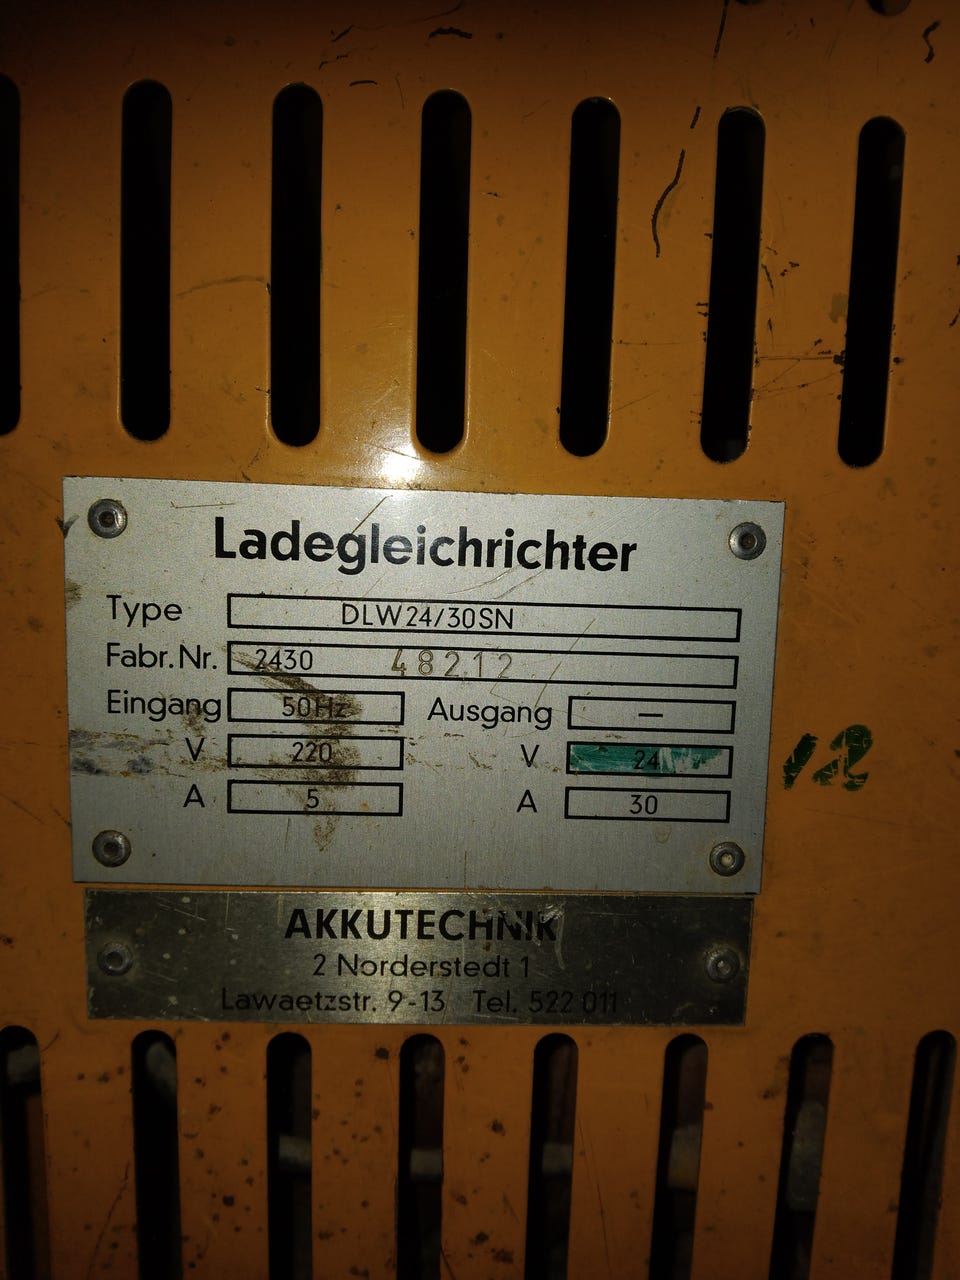 Ladegleichrichter
Type DLW24/30SN
Fabr.Nr. 2430 48212
Eingang 50Hz Ausgang —
V 220 V 24
A 5 A 30
12
AKKUTECHNIK
2 Norderstedt 1
Lawaetzstr. 9-13 Tel. 522 011